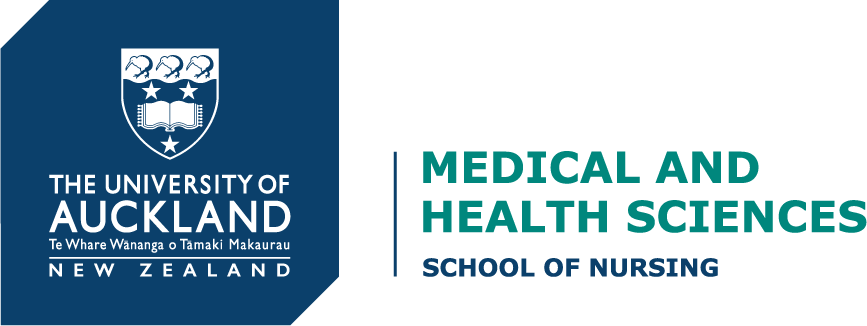 THE UNIVERSITY OF
AUCKLAND
Te Whare Wānanga o Tāmaki Makaurau
NEW ZEALAND
MEDICAL AND
HEALTH SCIENCES
SCHOOL OF NURSING